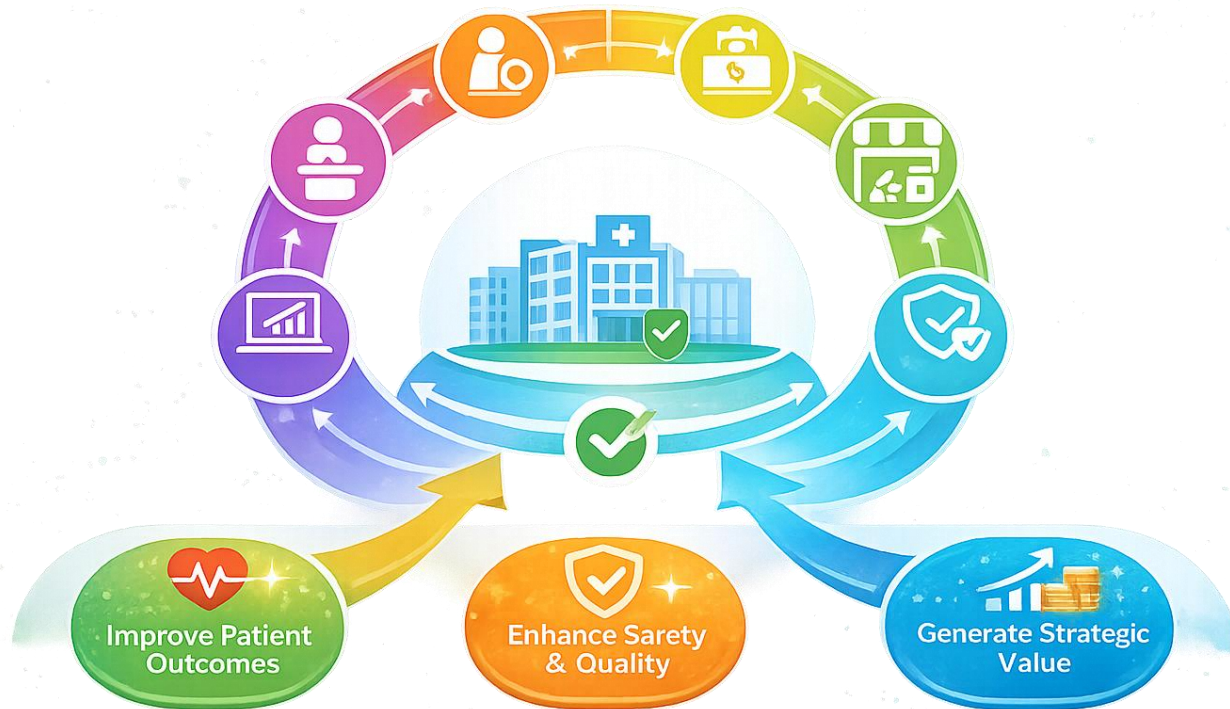 Improve Patient
Outcomes
Enhance Sarety
& Quality
Generate Strategic
Value